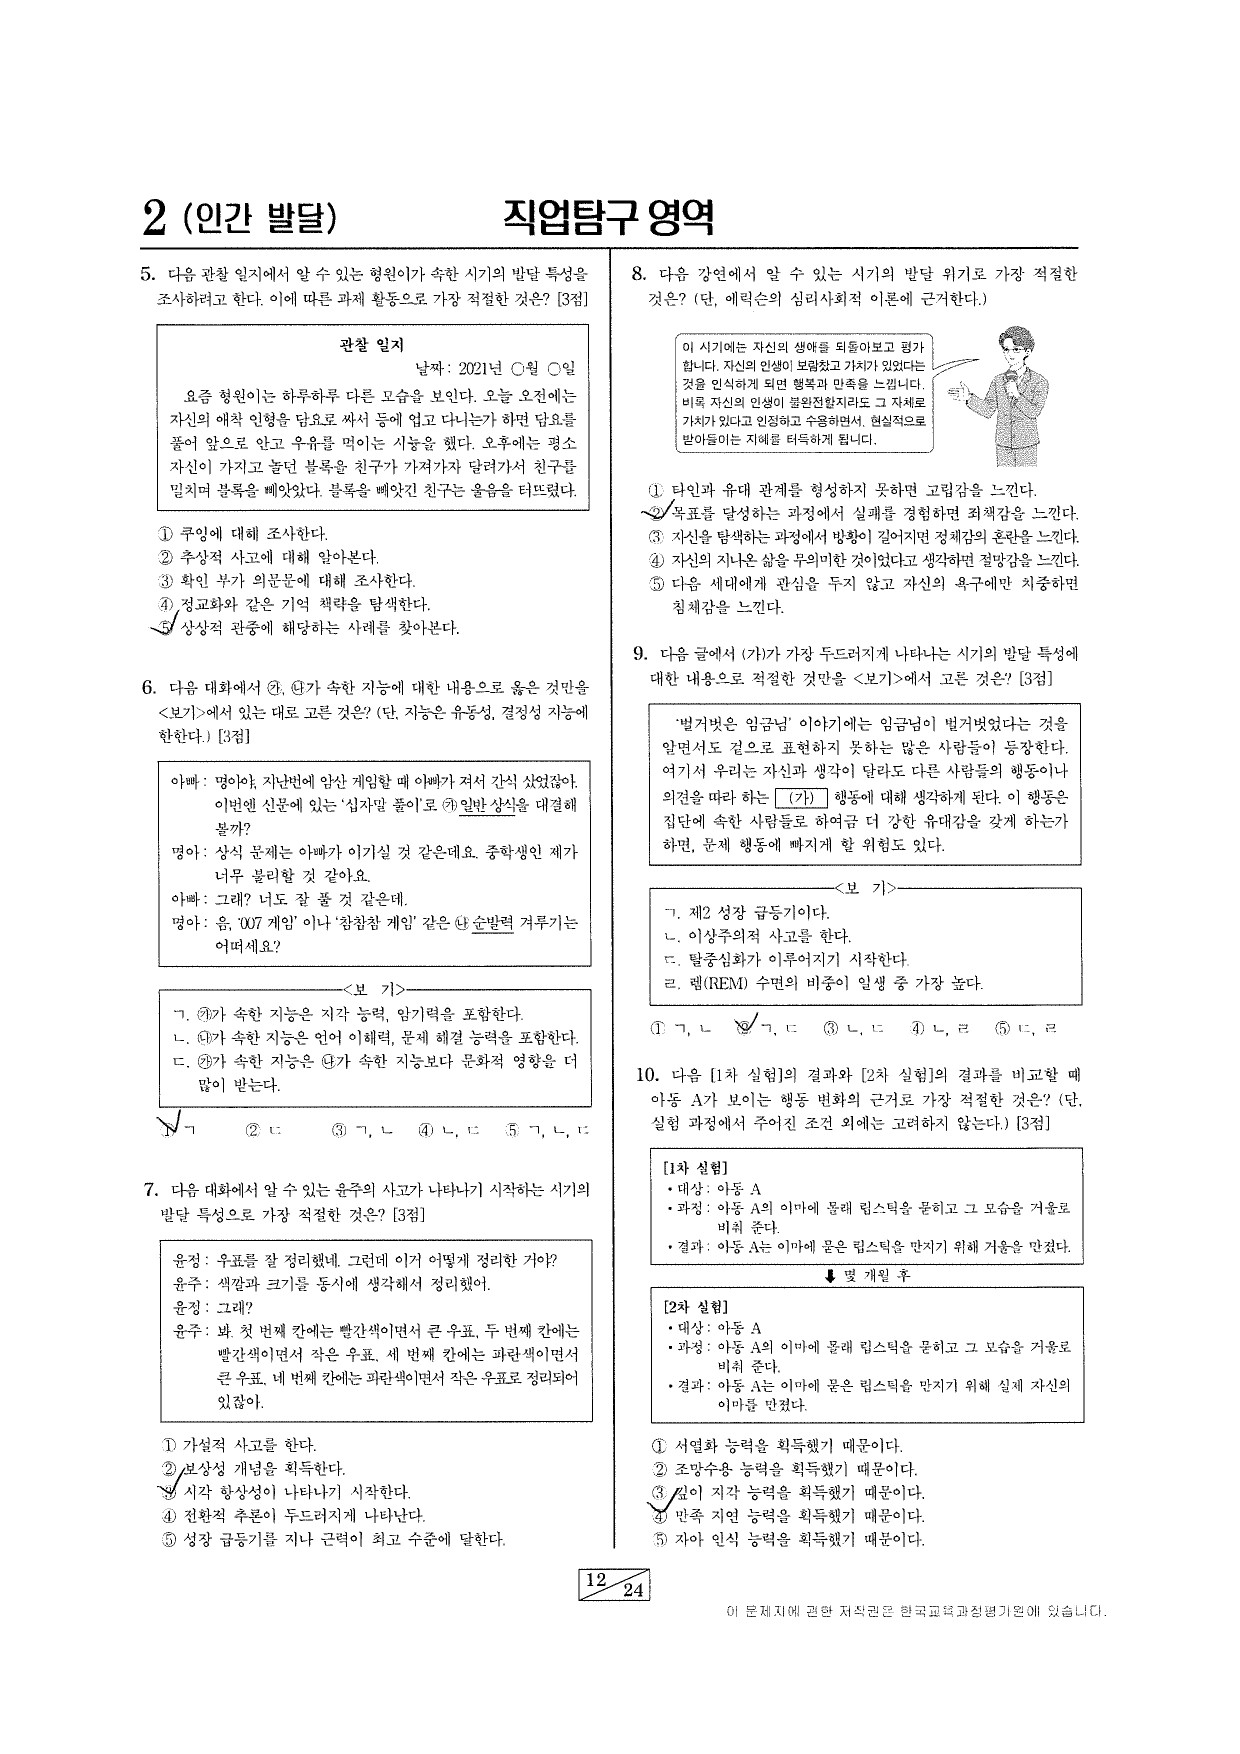 2 (인간 발달)
직업탐구 영역
5. 다음 관찰 일지에서 알 수 있는 형원이가 속한 시기의 발달 특성을
조사하려고 한다. 이에 따른 과제 활동으로 가장 적절한 것은? [3점]
관찰 일지
날짜 : 2021년 ○월 ○일
요즘 형원이는 하루하루 다른 모습을 보인다. 오늘 오전에는
자신의 애착 인형을 담요로 싸서 등에 업고 다니는가 하면 담요를
풀어 앞으로 안고 우유를 먹이는 시늉을 했다. 오후에는 평소
자신이 가지고 놀던 블록을 친구가 가져가자 달려가서 친구를
밀치며 블록을 빼앗았다. 블록을 빼앗긴 친구는 울음을 터뜨렸다.
① 쿠잉에 대해 조사한다.
② 추상적 사고에 대해 알아본다.
③ 확인 부가 의문문에 대해 조사한다.
④ 정교화와 같은 기억 책략을 탐색한다.
⑤ 상상적 관중에 해당하는 사례를 찾아본다.
6. 다음 대화에서 ㉮, ㉯가 속한 지능에 대한 내용으로 옳은 것만을
<보기>에서 있는 대로 고른 것은? (단, 지능은 유동성, 결정성 지능에
한한다.) [3점]
아빠 : 명아야, 지난번에 암산 게임할 때 아빠가 져서 간식 샀었잖아.
이번엔 신문에 있는 '십자말 풀이'로 ㉮ 일반 상식을 대결해
볼까?
명아 : 상식 문제는 아빠가 이기실 것 같은데요. 중학생인 제가
너무 불리할 것 같아요.
아빠 : 그래? 너도 잘 풀 것 같은데.
명아 : 음, '007 게임' 이나 '참참참 게임' 같은 ㉯ 순발력 겨루기는
어떠세요?
<보 기>
ㄱ. ㉮가 속한 지능은 지각 능력, 암기력을 포함한다.
ㄴ. ㉯가 속한 지능은 언어 이해력, 문제 해결 능력을 포함한다.
ㄷ. ㉮가 속한 지능은 ㉯가 속한 지능보다 문화적 영향을 더
많이 받는다.
① ㄱ ② ㄷ ③ ㄱ, ㄴ ④ ㄴ, ㄷ ⑤ ㄱ, ㄴ, ㄷ
7. 다음 대화에서 알 수 있는 윤주의 사고가 나타나기 시작하는 시기의
발달 특성으로 가장 적절한 것은? [3점]
윤정 : 우표를 잘 정리했네. 그런데 이거 어떻게 정리한 거야?
윤주 : 색깔과 크기를 동시에 생각해서 정리했어.
윤정 : 그래?
윤주 : 봐. 첫 번째 칸에는 빨간색이면서 큰 우표, 두 번째 칸에는
빨간색이면서 작은 우표, 세 번째 칸에는 파란색이면서
큰 우표, 네 번째 칸에는 파란색이면서 작은 우표로 정리되어
있잖아.
① 가설적 사고를 한다.
② 보상성 개념을 획득한다.
③ 시각 항상성이 나타나기 시작한다.
④ 전환적 추론이 두드러지게 나타난다.
⑤ 성장 급등기를 지나 근력이 최고 수준에 달한다.
8. 다음 강연에서 알 수 있는 시기의 발달 위기로 가장 적절한
것은? (단, 에릭슨의 심리사회적 이론에 근거한다.)
이 시기에는 자신의 생애를 되돌아보고 평가
합니다. 자신의 인생이 보람찼고 가치가 있었다는
것을 인식하게 되면 행복과 만족을 느낍니다.
비록 자신의 인생이 불완전할지라도 그 자체로
가치가 있다고 인정하고 수용하면서, 현실적으로
받아들이는 지혜를 터득하게 됩니다.
① 타인과 유대 관계를 형성하지 못하면 고립감을 느낀다.
② 목표를 달성하는 과정에서 실패를 경험하면 죄책감을 느낀다.
③ 자신을 탐색하는 과정에서 방황이 길어지면 정체감의 혼란을 느낀다.
④ 자신의 지나온 삶을 무의미한 것이었다고 생각하면 절망감을 느낀다.
⑤ 다음 세대에게 관심을 두지 않고 자신의 욕구에만 치중하면
침체감을 느낀다.
9. 다음 글에서 (가)가 가장 두드러지게 나타나는 시기의 발달 특성에
대한 내용으로 적절한 것만을 <보기>에서 고른 것은? [3점]
'벌거벗은 임금님' 이야기에는 임금님이 벌거벗었다는 것을
알면서도 겉으로 표현하지 못하는 많은 사람들이 등장한다.
여기서 우리는 자신과 생각이 달라도 다른 사람들의 행동이나
의견을 따라 하는 (가) 행동에 대해 생각하게 된다. 이 행동은
집단에 속한 사람들로 하여금 더 강한 유대감을 갖게 하는가
하면, 문제 행동에 빠지게 할 위험도 있다.
<보 기>
ㄱ. 제2 성장 급등기이다.
ㄴ. 이상주의적 사고를 한다.
ㄷ. 탈중심화가 이루어지기 시작한다.
ㄹ. 렘(REM) 수면의 비중이 일생 중 가장 높다.
① ㄱ, ㄴ ② ㄱ, ㄷ ③ ㄴ, ㄷ ④ ㄴ, ㄹ ⑤ ㄷ, ㄹ
10. 다음 [1차 실험]의 결과와 [2차 실험]의 결과를 비교할 때
아동 A가 보이는 행동 변화의 근거로 가장 적절한 것은? (단,
실험 과정에서 주어진 조건 외에는 고려하지 않는다.) [3점]
[1차 실험]
• 대상 : 아동 A
• 과정 : 아동 A의 이마에 몰래 립스틱을 묻히고 그 모습을 거울로
비춰 준다.
• 결과 : 아동 A는 이마에 묻은 립스틱을 만지기 위해 거울을 만졌다.
⬇ 몇 개월 후
[2차 실험]
• 대상 : 아동 A
• 과정 : 아동 A의 이마에 몰래 립스틱을 묻히고 그 모습을 거울로
비춰 준다.
• 결과 : 아동 A는 이마에 묻은 립스틱을 만지기 위해 실제 자신의
이마를 만졌다.
① 서열화 능력을 획득했기 때문이다.
② 조망수용 능력을 획득했기 때문이다.
③ 깊이 지각 능력을 획득했기 때문이다.
④ 만족 지연 능력을 획득했기 때문이다.
⑤ 자아 인식 능력을 획득했기 때문이다.
12 / 24
이 문제지에 관한 저작권은 한국교육과정평가원에 있습니다.